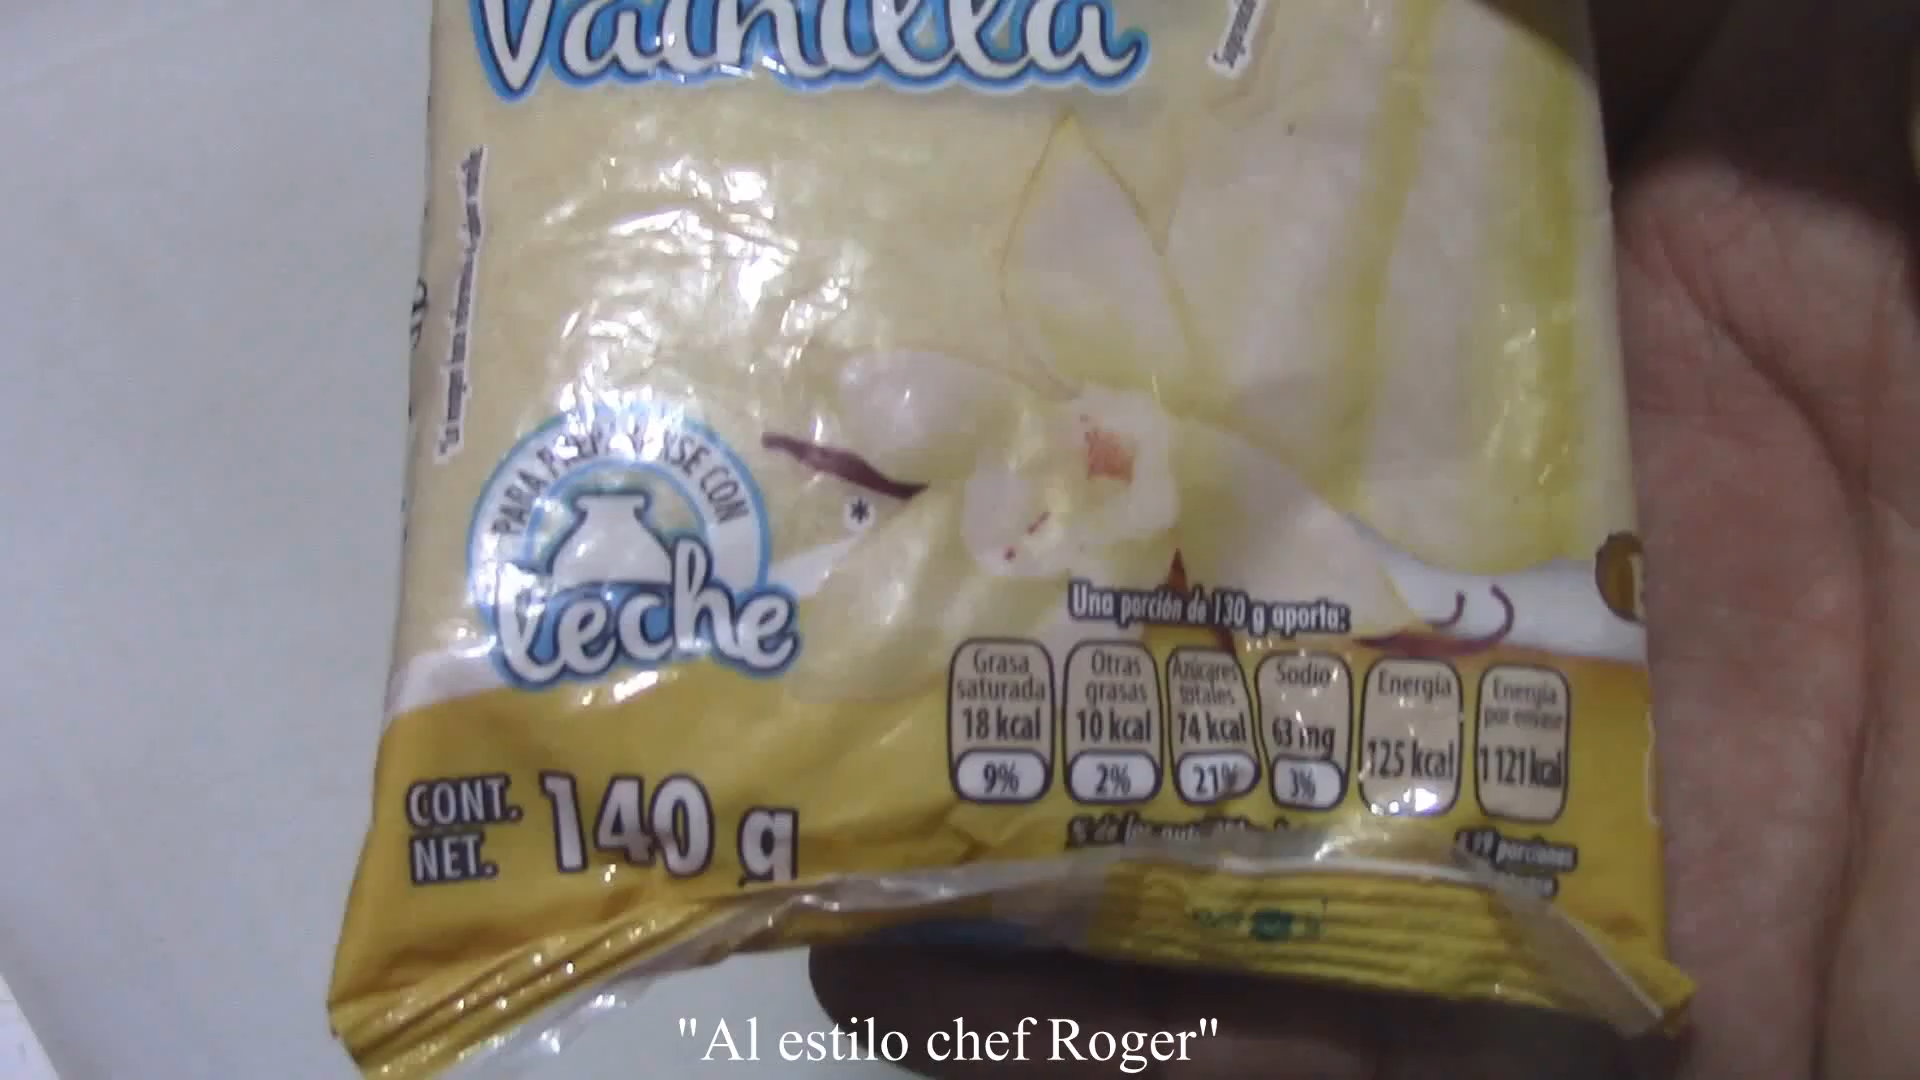 Vainilla
PARA PREPARARSE CON
leche
*
Una porción de 130 g aporta:
Grasa saturada 18 kcal 9%
Otras grasas 10 kcal 2%
Azúcares totales 74 kcal 21%
Sodio 63 mg 3%
Energía 125 kcal
Energía por envase 1 121 kcal
CONT. NET. 140 g
porciones
"Al estilo chef Roger"